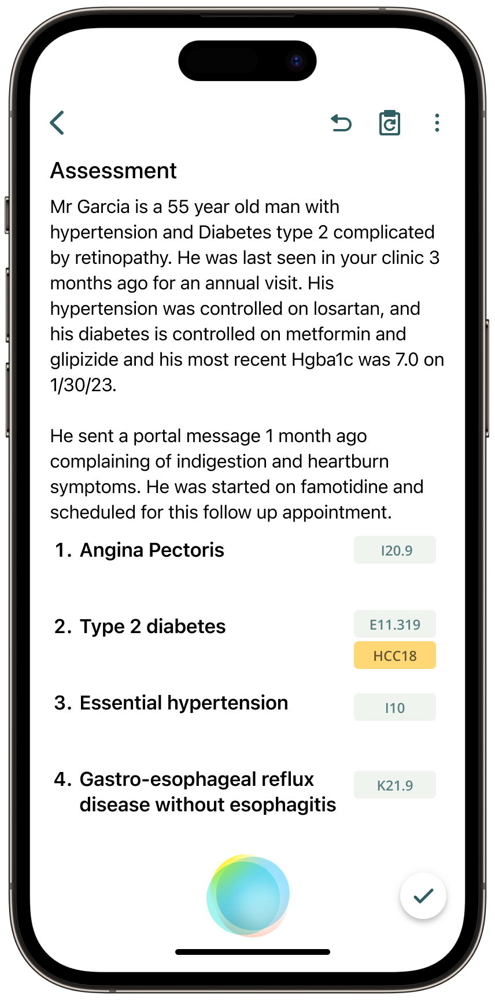 Assessment
Mr Garcia is a 55 year old man with
hypertension and Diabetes type 2 complicated
by retinopathy. He was last seen in your clinic 3
months ago for an annual visit. His
hypertension was controlled on losartan, and
his diabetes is controlled on metformin and
glipizide and his most recent Hgba1c was 7.0 on
1/30/23.
He sent a portal message 1 month ago
complaining of indigestion and heartburn
symptoms. He was started on famotidine and
scheduled for this follow up appointment.
1. Angina Pectoris I20.9
2. Type 2 diabetes E11.319
HCC18
3. Essential hypertension I10
4. Gastro-esophageal reflux K21.9
disease without esophagitis